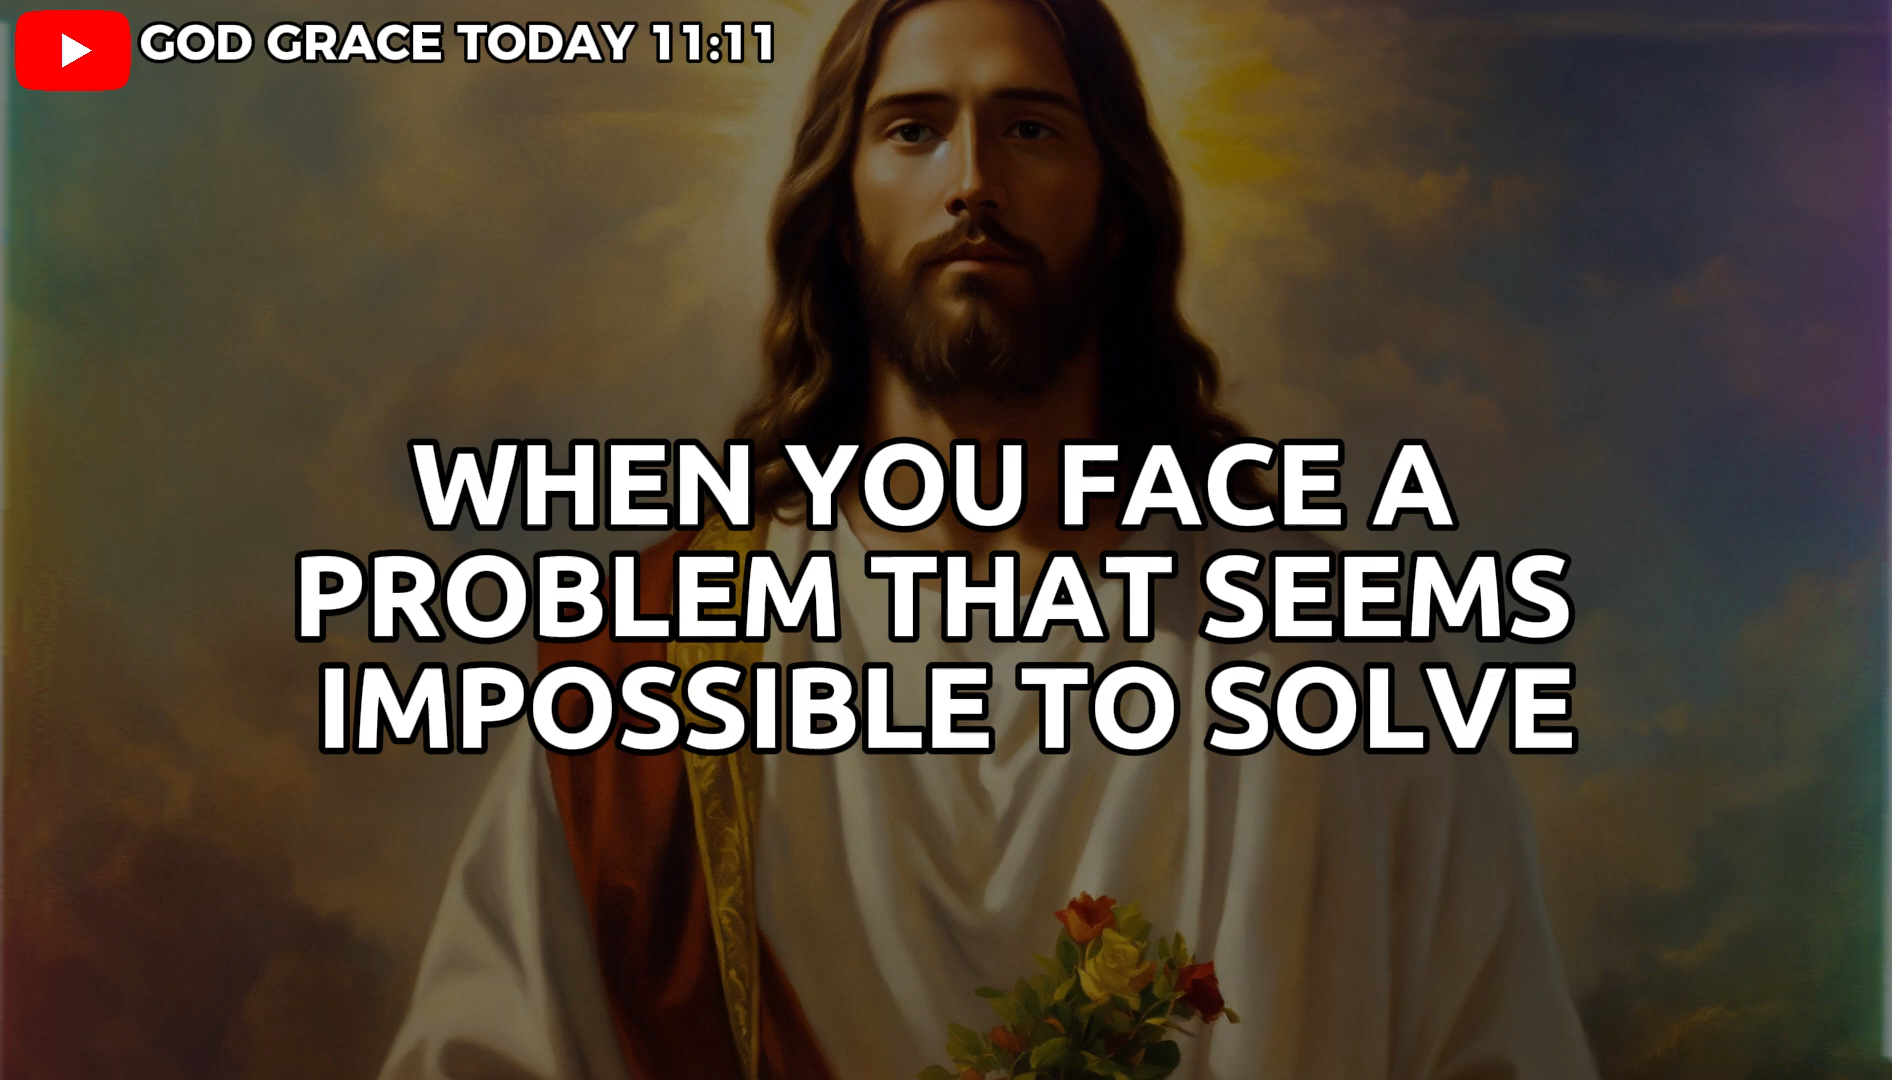 GOD GRACE TODAY 11:11
WHEN YOU FACE A
PROBLEM THAT SEEMS
IMPOSSIBLE TO SOLVE